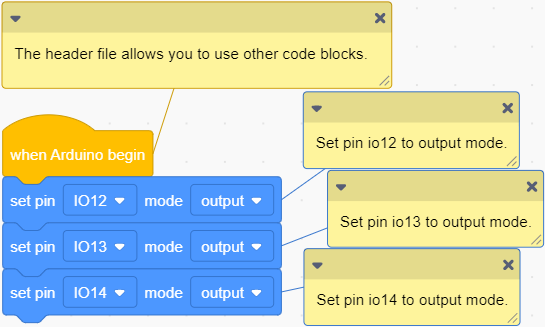 The header file allows you to use other code blocks.
when Arduino begin
Set pin io12 to output mode.
set pin IO12 mode output
Set pin io13 to output mode.
set pin IO13 mode output
Set pin io14 to output mode.
set pin IO14 mode output